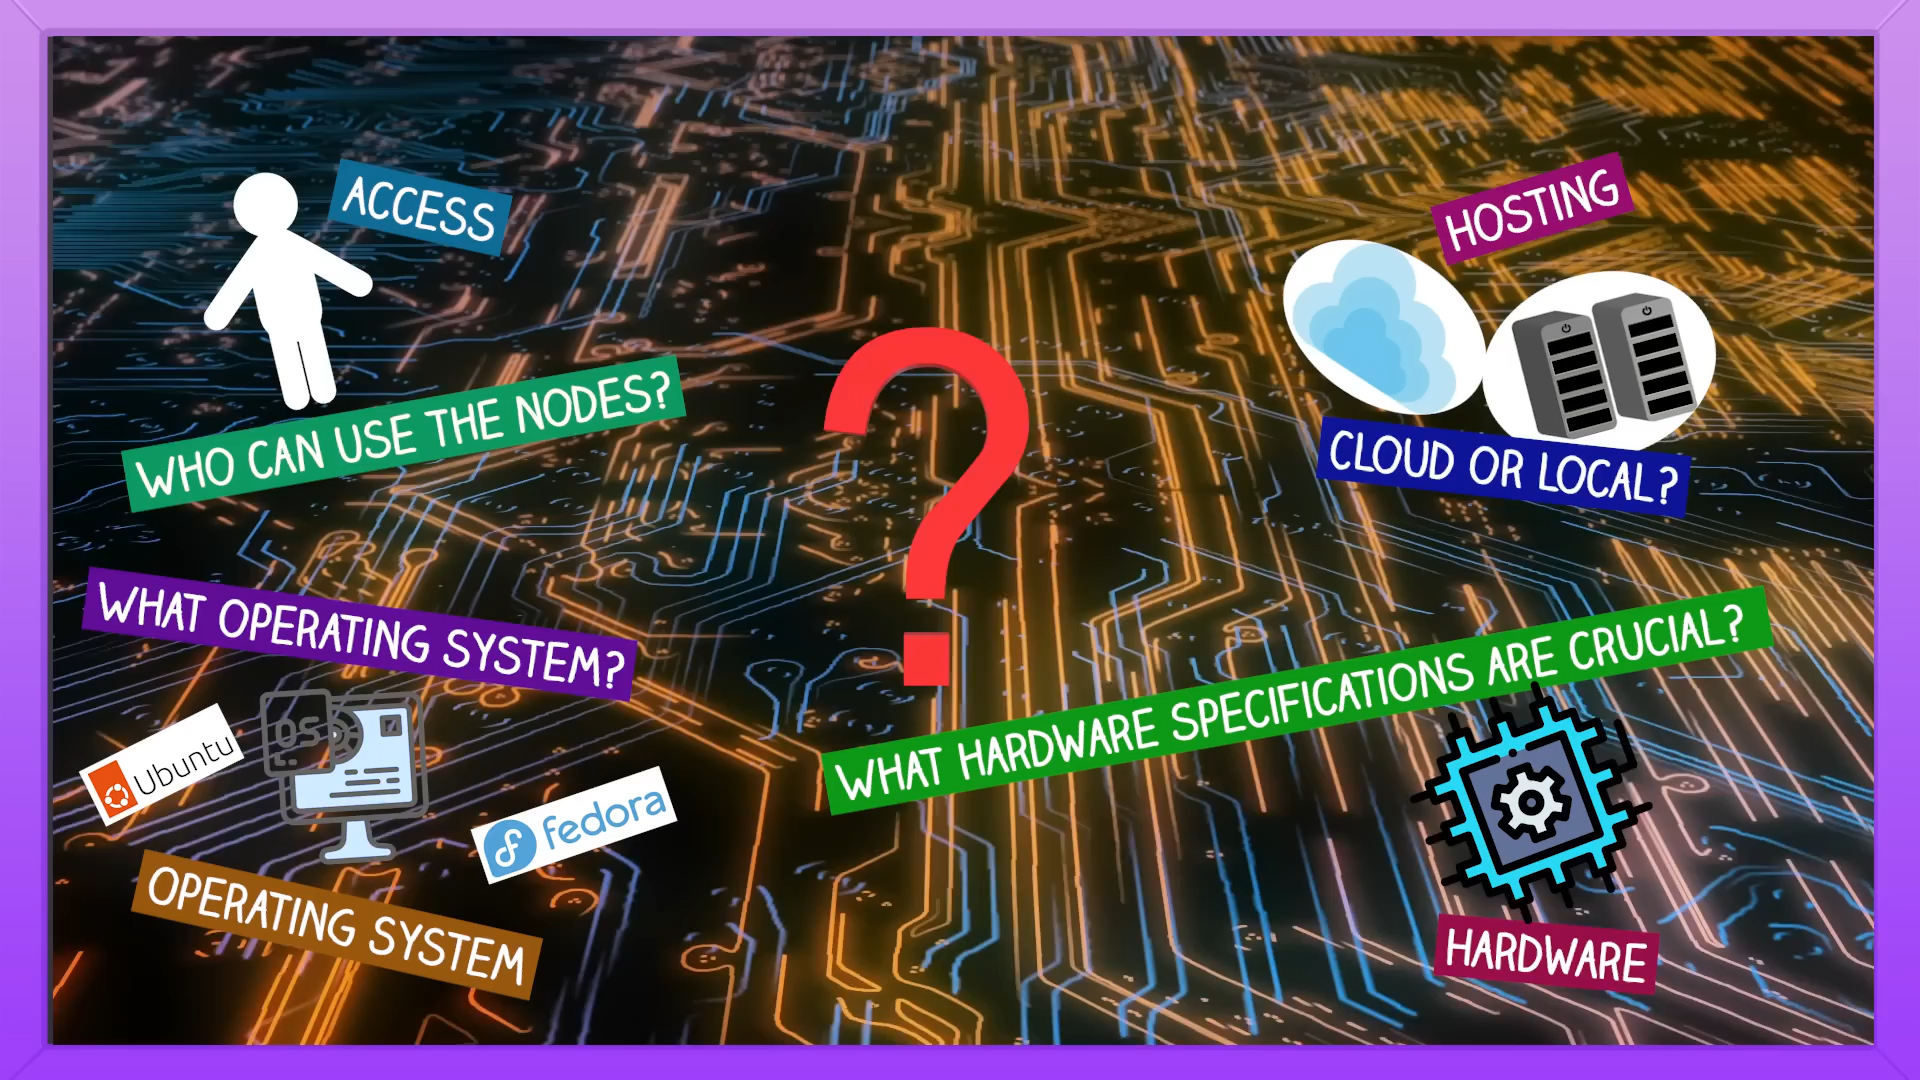 ACCESS
WHO CAN USE THE NODES?
HOSTING
CLOUD OR LOCAL?
WHAT OPERATING SYSTEM?
OS
Ubuntu
fedora
OPERATING SYSTEM
?
WHAT HARDWARE SPECIFICATIONS ARE CRUCIAL?
HARDWARE